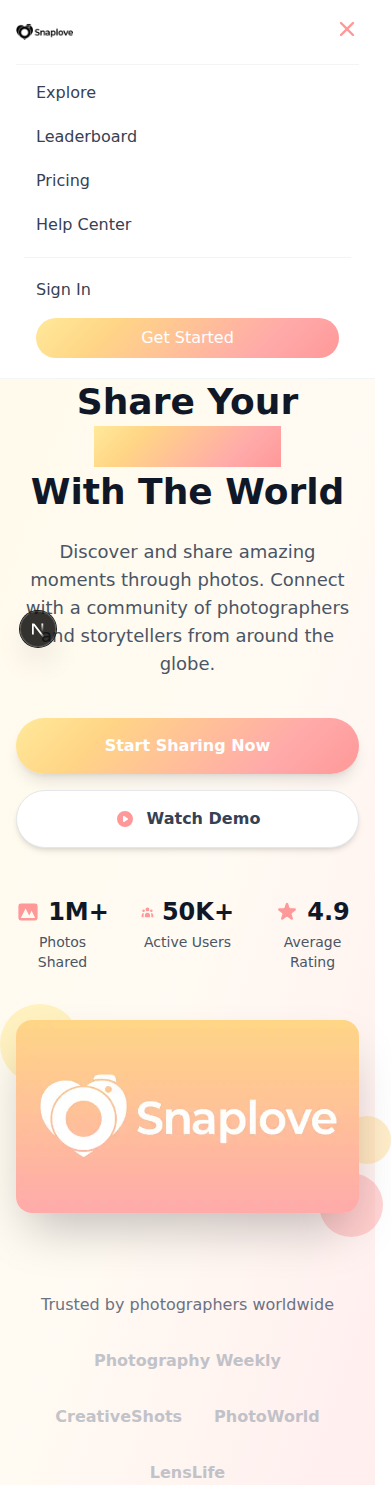 Snaplove
Explore
Leaderboard
Pricing
Help Center
Sign In
Get Started
Share Your
With The World
Discover and share amazing
moments through photos. Connect
with a community of photographers
and storytellers from around the
globe.
N
Start Sharing Now
Watch Demo
1M+
Photos
Shared
50K+
Active Users
4.9
Average
Rating
Snaplove
Trusted by photographers worldwide
Photography Weekly
CreativeShots PhotoWorld
LensLife